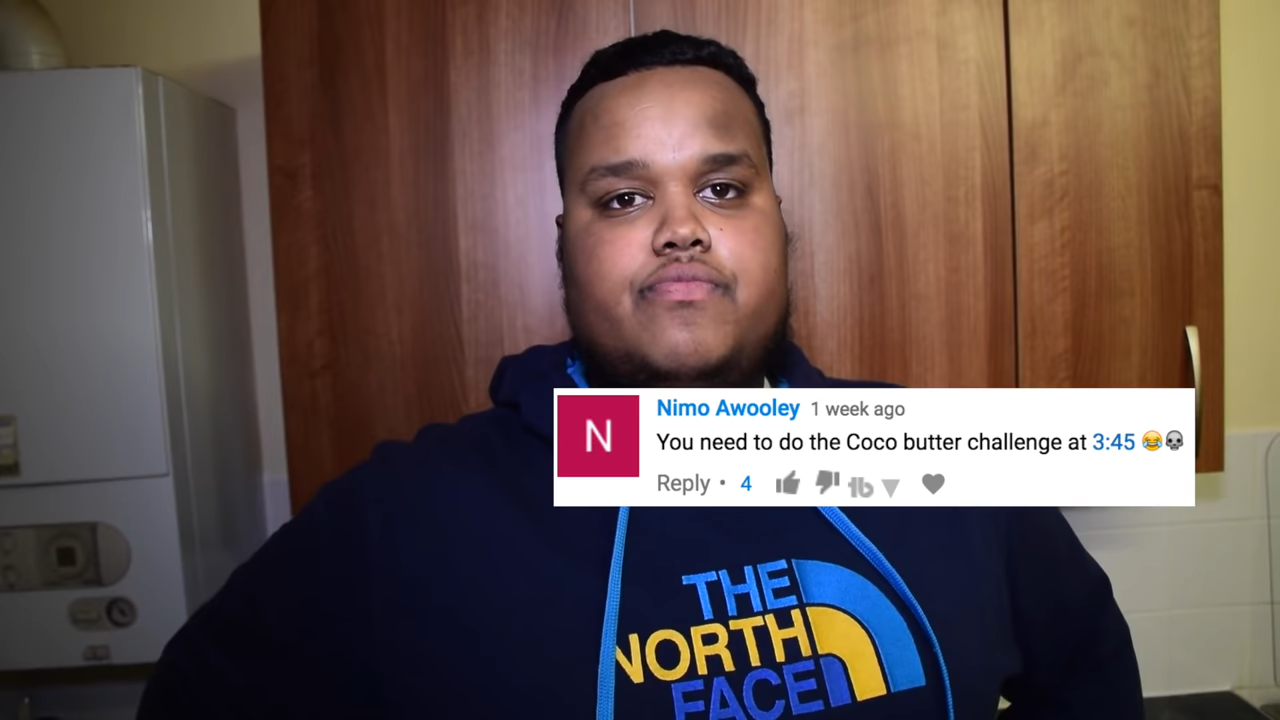 Nimo Awooley 1 week ago
N
You need to do the Coco butter challenge at 3:45 😂💀
Reply • 4
THE
NORTH
FACE